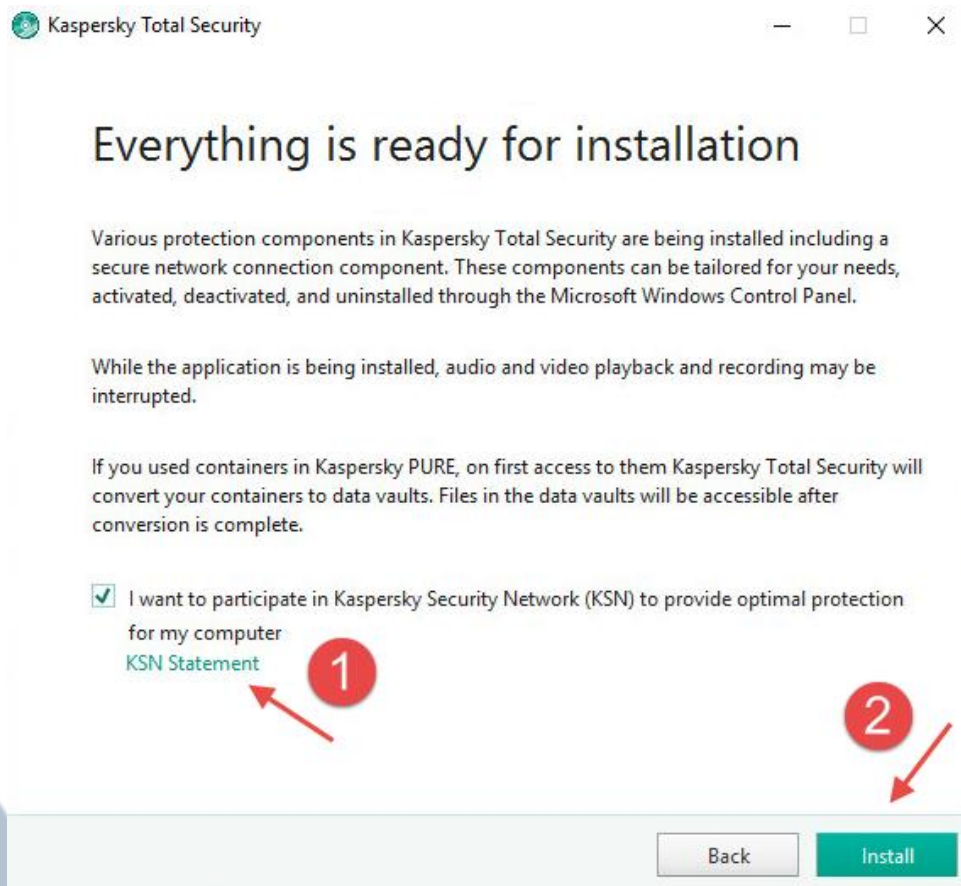 Kaspersky Total Security
Everything is ready for installation
Various protection components in Kaspersky Total Security are being installed including a
secure network connection component. These components can be tailored for your needs,
activated, deactivated, and uninstalled through the Microsoft Windows Control Panel.
While the application is being installed, audio and video playback and recording may be
interrupted.
If you used containers in Kaspersky PURE, on first access to them Kaspersky Total Security will
convert your containers to data vaults. Files in the data vaults will be accessible after
conversion is complete.
I want to participate in Kaspersky Security Network (KSN) to provide optimal protection
for my computer
KSN Statement
1
2
Back
Install